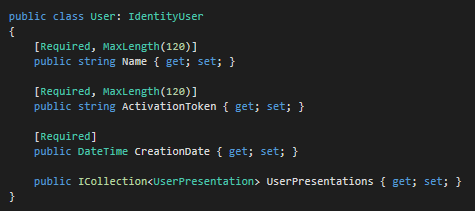 public class User: IdentityUser
{
[Required, MaxLength(120)]
public string Name { get; set; }
[Required, MaxLength(120)]
public string ActivationToken { get; set; }
[Required]
public DateTime CreationDate { get; set; }
public ICollection<UserPresentation> UserPresentations { get; set; }
}